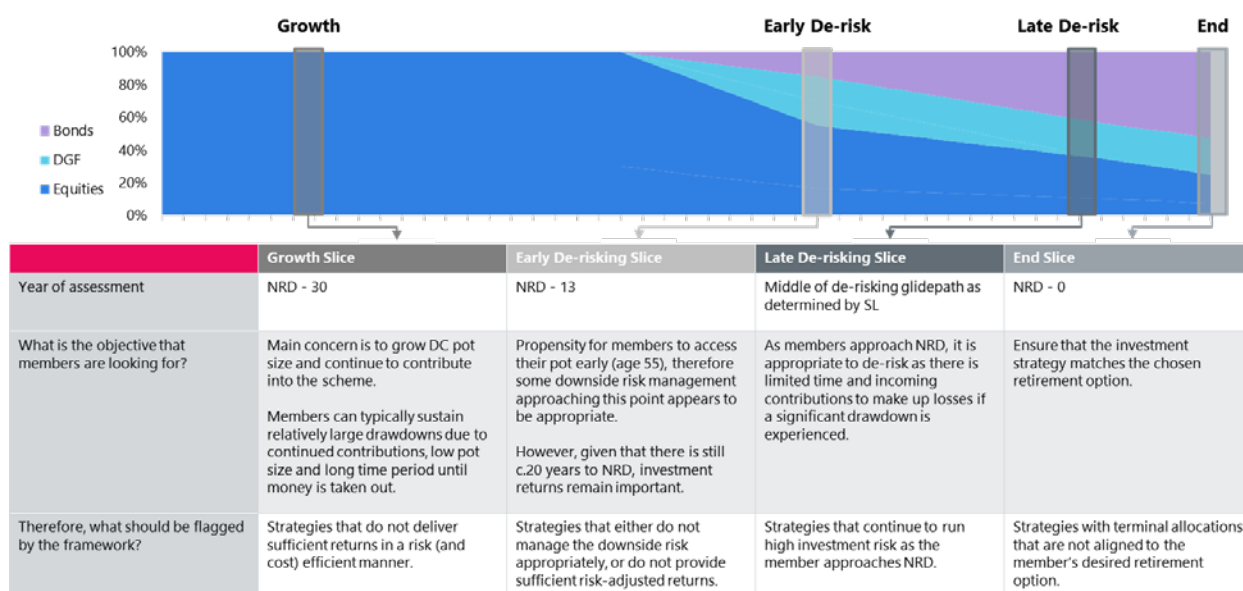 Growth
Early De-risk
Late De-risk
End
100%
80%
60%
40%
20%
0%
Bonds
DGF
Equities
Growth Slice
Early De-risking Slice
Late De-risking Slice
End Slice
Year of assessment
NRD - 30
NRD - 13
Middle of de-risking glidepath as
determined by SL
NRD - 0
What is the objective that
members are looking for?
Main concern is to grow DC pot
size and continue to contribute
into the scheme.
Members can typically sustain
relatively large drawdowns due to
continued contributions, low pot
size and long time period until
money is taken out.
Propensity for members to access
their pot early (age 55), therefore
some downside risk management
approaching this point appears to
be appropriate.
However, given that there is still
c.20 years to NRD, investment
returns remain important.
As members approach NRD, it is
appropriate to de-risk as there is
limited time and incoming
contributions to make up losses if
a significant drawdown is
experienced.
Ensure that the investment
strategy matches the chosen
retirement option.
Therefore, what should be flagged
by the framework?
Strategies that do not deliver
sufficient returns in a risk (and
cost) efficient manner.
Strategies that either do not
manage the downside risk
appropriately, or do not provide
sufficient risk-adjusted returns.
Strategies that continue to run
high investment risk as the
member approaches NRD.
Strategies with terminal allocations
that are not aligned to the
member's desired retirement
option.